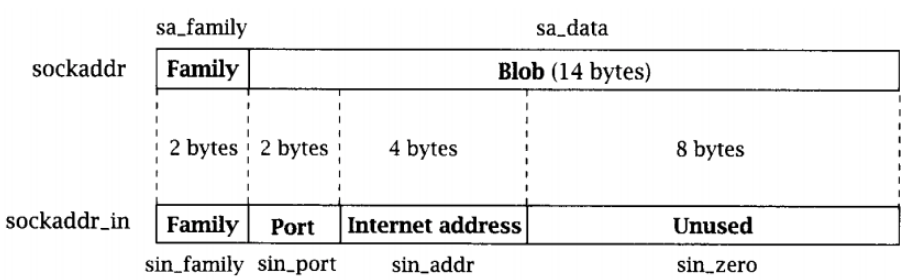 sa_family sa_data
sockaddr Family Blob (14 bytes)
2 bytes 2 bytes 4 bytes 8 bytes
sockaddr_in Family Port Internet address Unused
sin_family sin_port sin_addr sin_zero